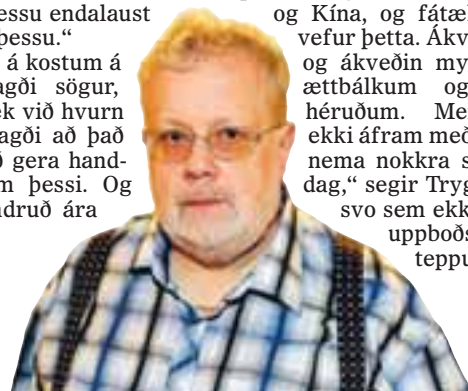 essu endalaust
þessu.“
á kostum á
agði sögur,
ek við hvurn
agði að það
ð gera hand-
m þessi. Og
ndruð ára
og Kína, og fátæk
vefur þetta. Ákv
og ákveðin my
ættbálkum og
héruðum. Me
ekki áfram með
nema nokkra s
dag,“ segir Tryg
svo sem ekk
uppboðs
teppu